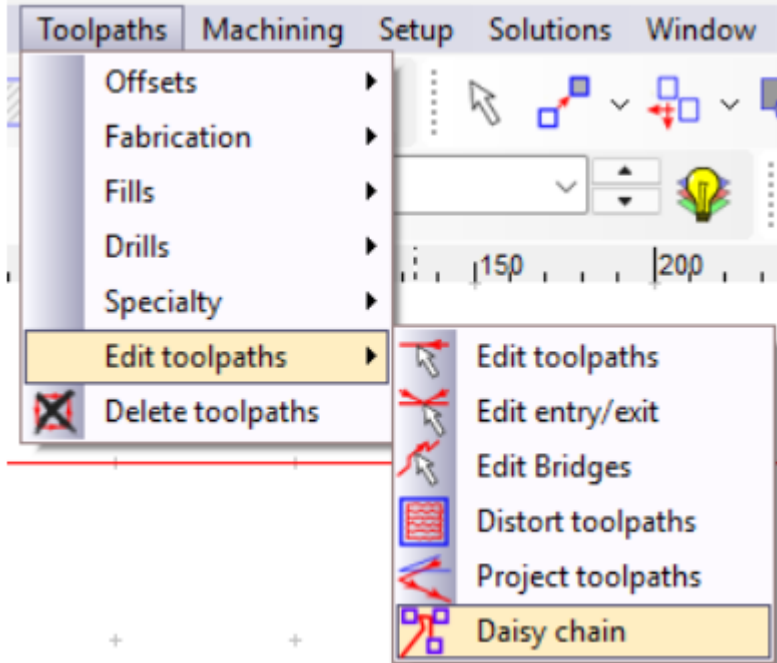 Toolpaths Machining Setup Solutions Window
Offsets
Fabrication
Fills
Drills
150 200
Specialty
Edit toolpaths Edit toolpaths
Delete toolpaths Edit entry/exit
Edit Bridges
Distort toolpaths
Project toolpaths
Daisy chain